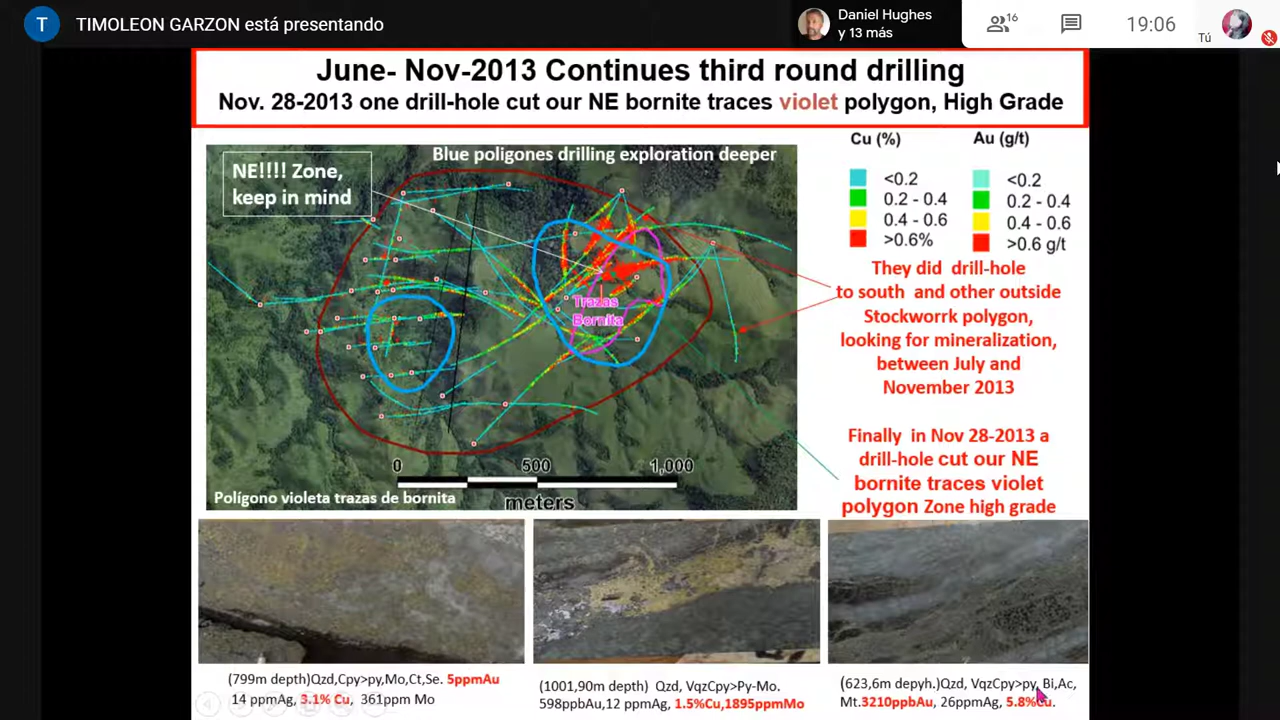 T
TIMOLEON GARZON está presentando
Daniel Hughes
y 13 más
16
19:06
Tú
June- Nov-2013 Continues third round drilling
Nov. 28-2013 one drill-hole cut our NE bornite traces violet polygon, High Grade
Blue poligones drilling exploration deeper
NE!!!! Zone,
keep in mind
Trazas
Bornita
0 500 1,000
meters
Polígono violeta trazas de bornita
Cu (%) Au (g/t)
<0.2 <0.2
0.2 - 0.4 0.2 - 0.4
0.4 - 0.6 0.4 - 0.6
>0.6% >0.6 g/t
They did drill-hole
to south and other outside
Stockworrk polygon,
looking for mineralization,
between July and
November 2013
Finally in Nov 28-2013 a
drill-hole cut our NE
bornite traces violet
polygon Zone high grade
(799m depth)Qzd,Cpy>py,Mo,Ct,Se. 5ppmAu
14 ppmAg, 3.1% Cu, 361ppm Mo
(1001,90m depth) Qzd, VqzCpy>Py-Mo.
598ppbAu,12 ppmAg, 1.5%Cu,1895ppmMo
(623,6m depyh.)Qzd, VqzCpy>py, Bi,Ac,
Mt.3210ppbAu, 26ppmAg, 5.8%Cu.